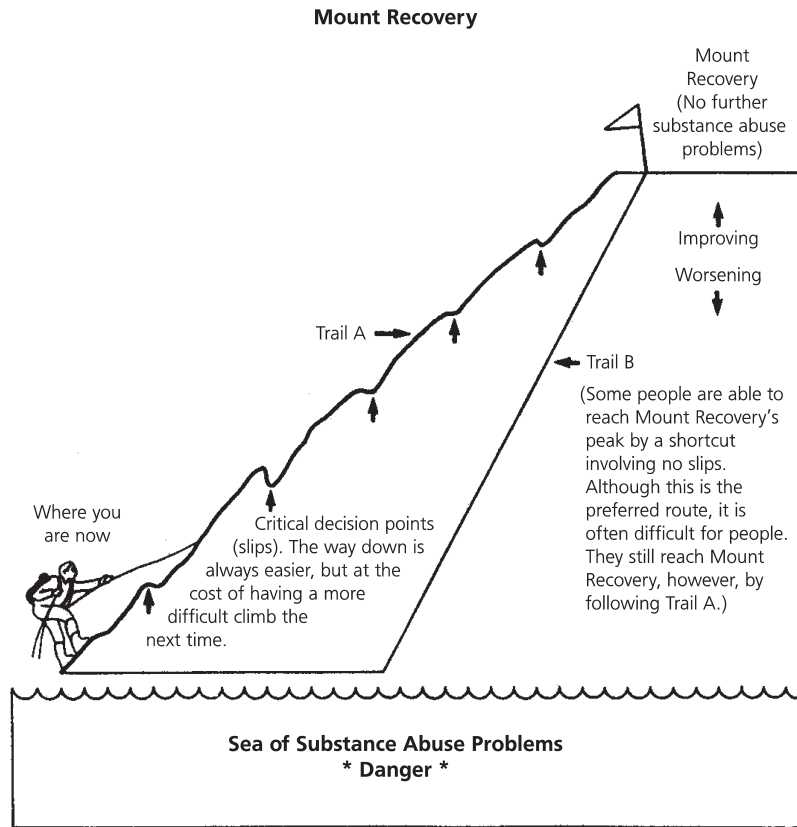 Mount Recovery
Mount
Recovery
(No further
substance abuse
problems)
Improving
Worsening
Trail A
Trail B
(Some people are able to
reach Mount Recovery’s
peak by a shortcut
involving no slips.
Although this is the
preferred route, it is
often difficult for people.
They still reach Mount
Recovery, however, by
following Trail A.)
Where you
are now
Critical decision points
(slips). The way down is
always easier, but at the
cost of having a more
difficult climb the
next time.
Sea of Substance Abuse Problems
* Danger *